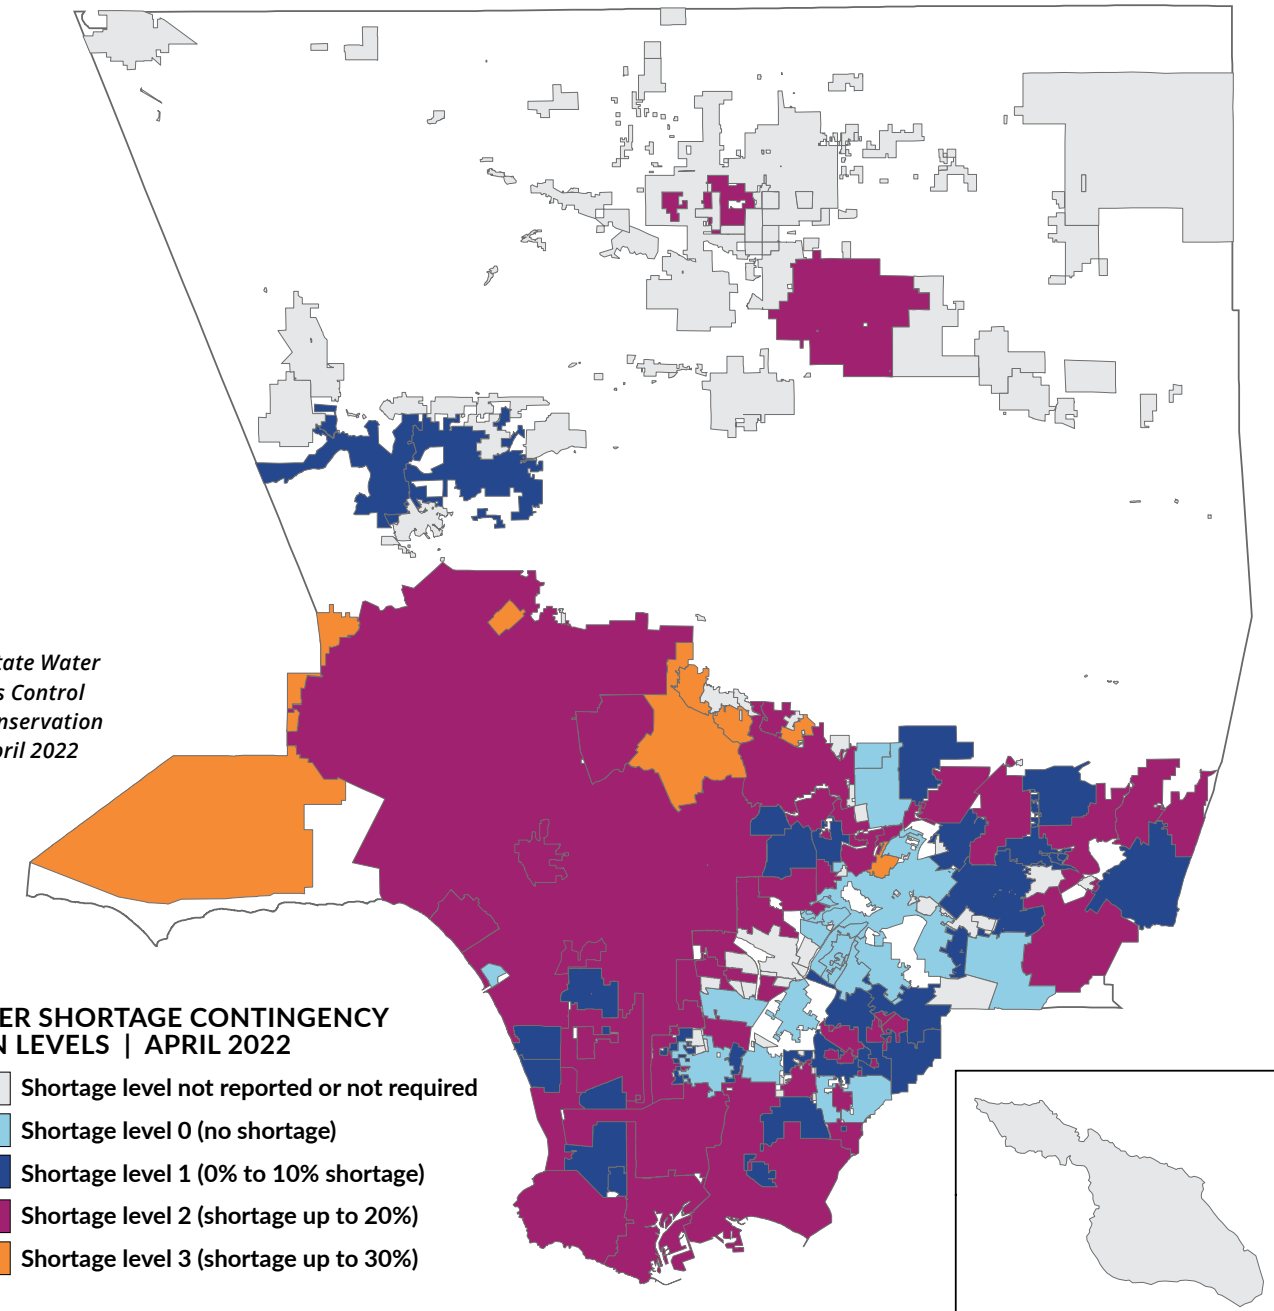 tate Water
s Control
nservation
pril 2022
ER SHORTAGE CONTINGENCY
N LEVELS | APRIL 2022
Shortage level not reported or not required
Shortage level 0 (no shortage)
Shortage level 1 (0% to 10% shortage)
Shortage level 2 (shortage up to 20%)
Shortage level 3 (shortage up to 30%)